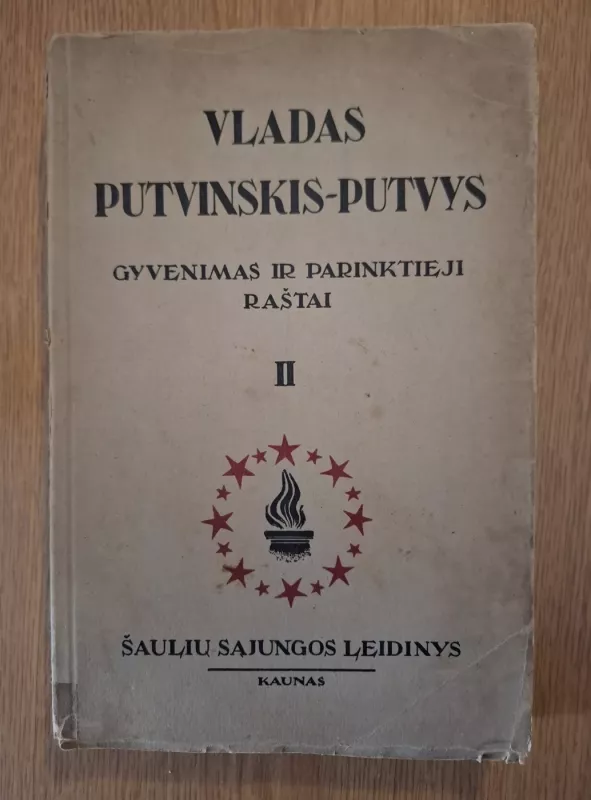 VLADAS
PUTVINSKIS-PUTVYS
GYVENIMAS IR PARINKTIEJI
RAŠTAI
II
ŠAULIŲ SĄJUNGOS LEIDINYS
KAUNAS